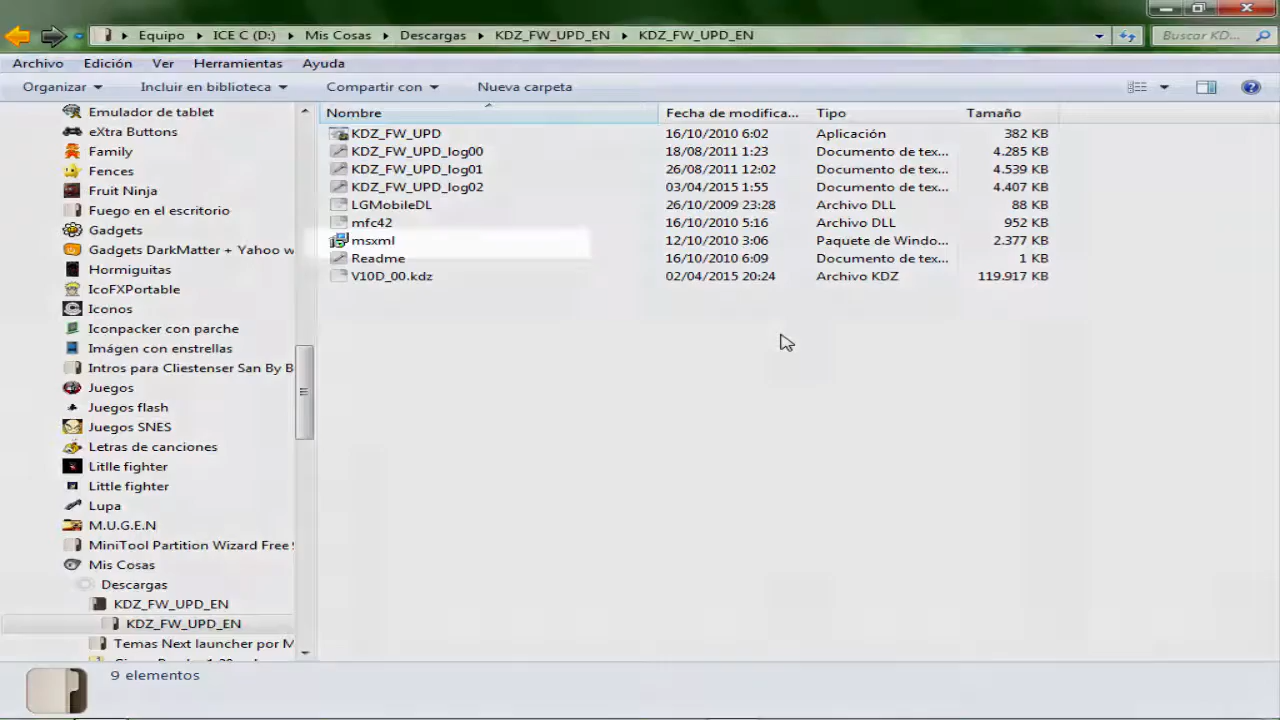 Equipo ▸ ICE C (D:) ▸ Mis Cosas ▸ Descargas ▸ KDZ_FW_UPD_EN ▸ KDZ_FW_UPD_EN
Buscar KD...
Archivo Edición Ver Herramientas Ayuda
Organizar Incluir en biblioteca Compartir con Nueva carpeta
Nombre Fecha de modifica... Tipo Tamaño
KDZ_FW_UPD 16/10/2010 6:02 Aplicación 382 KB
KDZ_FW_UPD_log00 18/08/2011 1:23 Documento de tex... 4.285 KB
KDZ_FW_UPD_log01 26/08/2011 12:02 Documento de tex... 4.539 KB
KDZ_FW_UPD_log02 03/04/2015 1:55 Documento de tex... 4.407 KB
LGMobileDL 26/10/2009 23:28 Archivo DLL 88 KB
mfc42 16/10/2010 5:16 Archivo DLL 952 KB
msxml 12/10/2010 3:06 Paquete de Windo... 2.377 KB
Readme 16/10/2010 6:09 Documento de tex... 1 KB
V10D_00.kdz 02/04/2015 20:24 Archivo KDZ 119.917 KB
Emulador de tablet
eXtra Buttons
Family
Fences
Fruit Ninja
Fuego en el escritorio
Gadgets
Gadgets DarkMatter + Yahoo w
Hormiguitas
IcoFXPortable
Iconos
Iconpacker con parche
Imágen con enstrellas
Intros para Cliestenser San By B
Juegos
Juegos flash
Juegos SNES
Letras de canciones
Litlle fighter
Little fighter
Lupa
M.U.G.E.N
MiniTool Partition Wizard Free
Mis Cosas
Descargas
KDZ_FW_UPD_EN
KDZ_FW_UPD_EN
Temas Next launcher por M
9 elementos